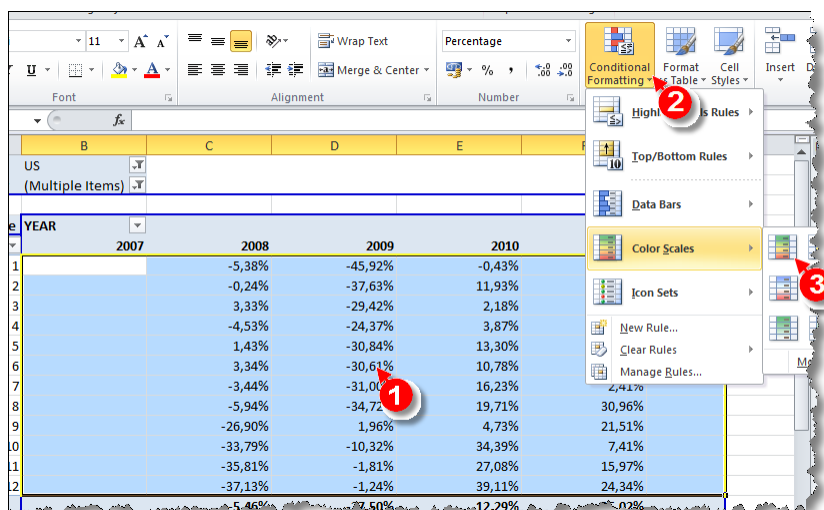 11 A A Wrap Text Percentage
U A Merge & Center % , Conditional Formatting Format Table Cell Styles Insert
2
Font Alignment Number
fx
Rules
B C D E
Top/Bottom Rules
10
US
(Multiple Items)
Data Bars
YEAR
2007 2008 2009 2010
Color Scales
1 -5,38% -45,92% -0,43%
2 -0,24% -37,63% 11,93%
3
3 3,33% -29,42% 2,18%
Icon Sets
4 -4,53% -24,37% 3,87%
New Rule...
5 1,43% -30,84% 13,30%
Clear Rules
6 3,34% -30,61% 10,78%
Manage Rules...
7 -3,44% 16,23% 2,41%
1
8 -5,94% 19,71% 30,96%
9 -26,90% 1,96% 4,73% 21,51%
10 -33,79% -10,32% 34,39% 7,41%
11 -35,81% -1,81% 27,08% 15,97%
12 -37,13% -1,24% 39,11% 24,34%
12,29%